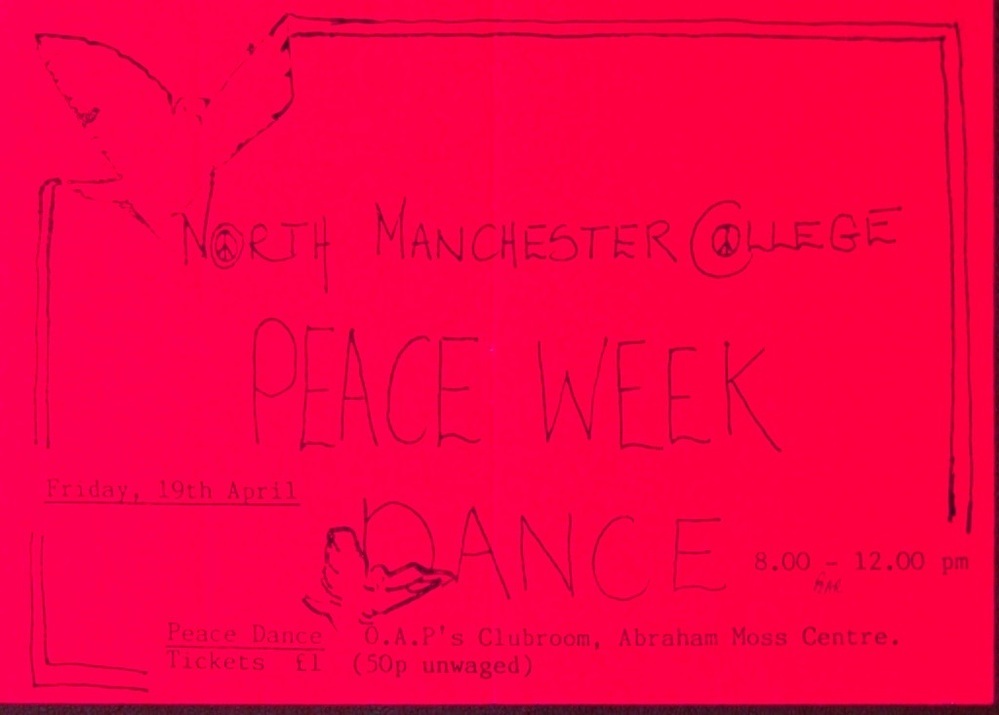 NORTH MANCHESTER COLLEGE
PEACE WEEK
Friday, 19th April
DANCE
8.00 - 12.00 pm
Peace Dance O.A.P's Clubroom, Abraham Moss Centre.
Tickets £1 (50p unwaged)